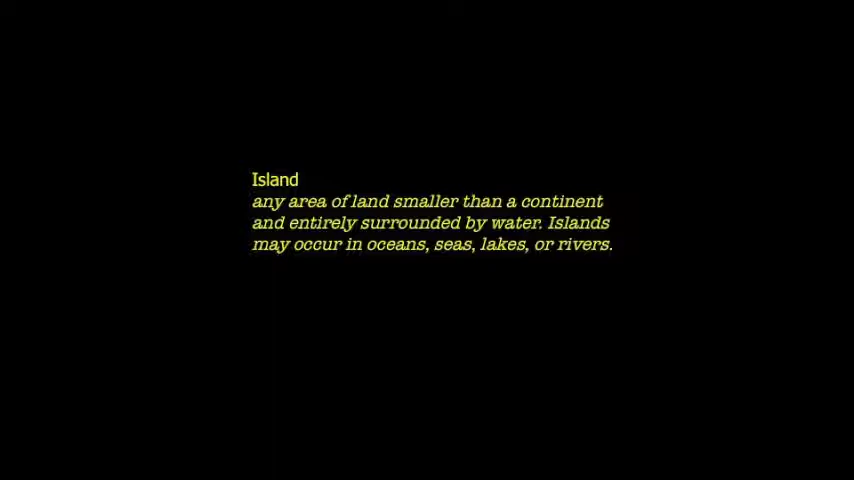 Island
any area of land smaller than a continent
and entirely surrounded by water. Islands
may occur in oceans, seas, lakes, or rivers.